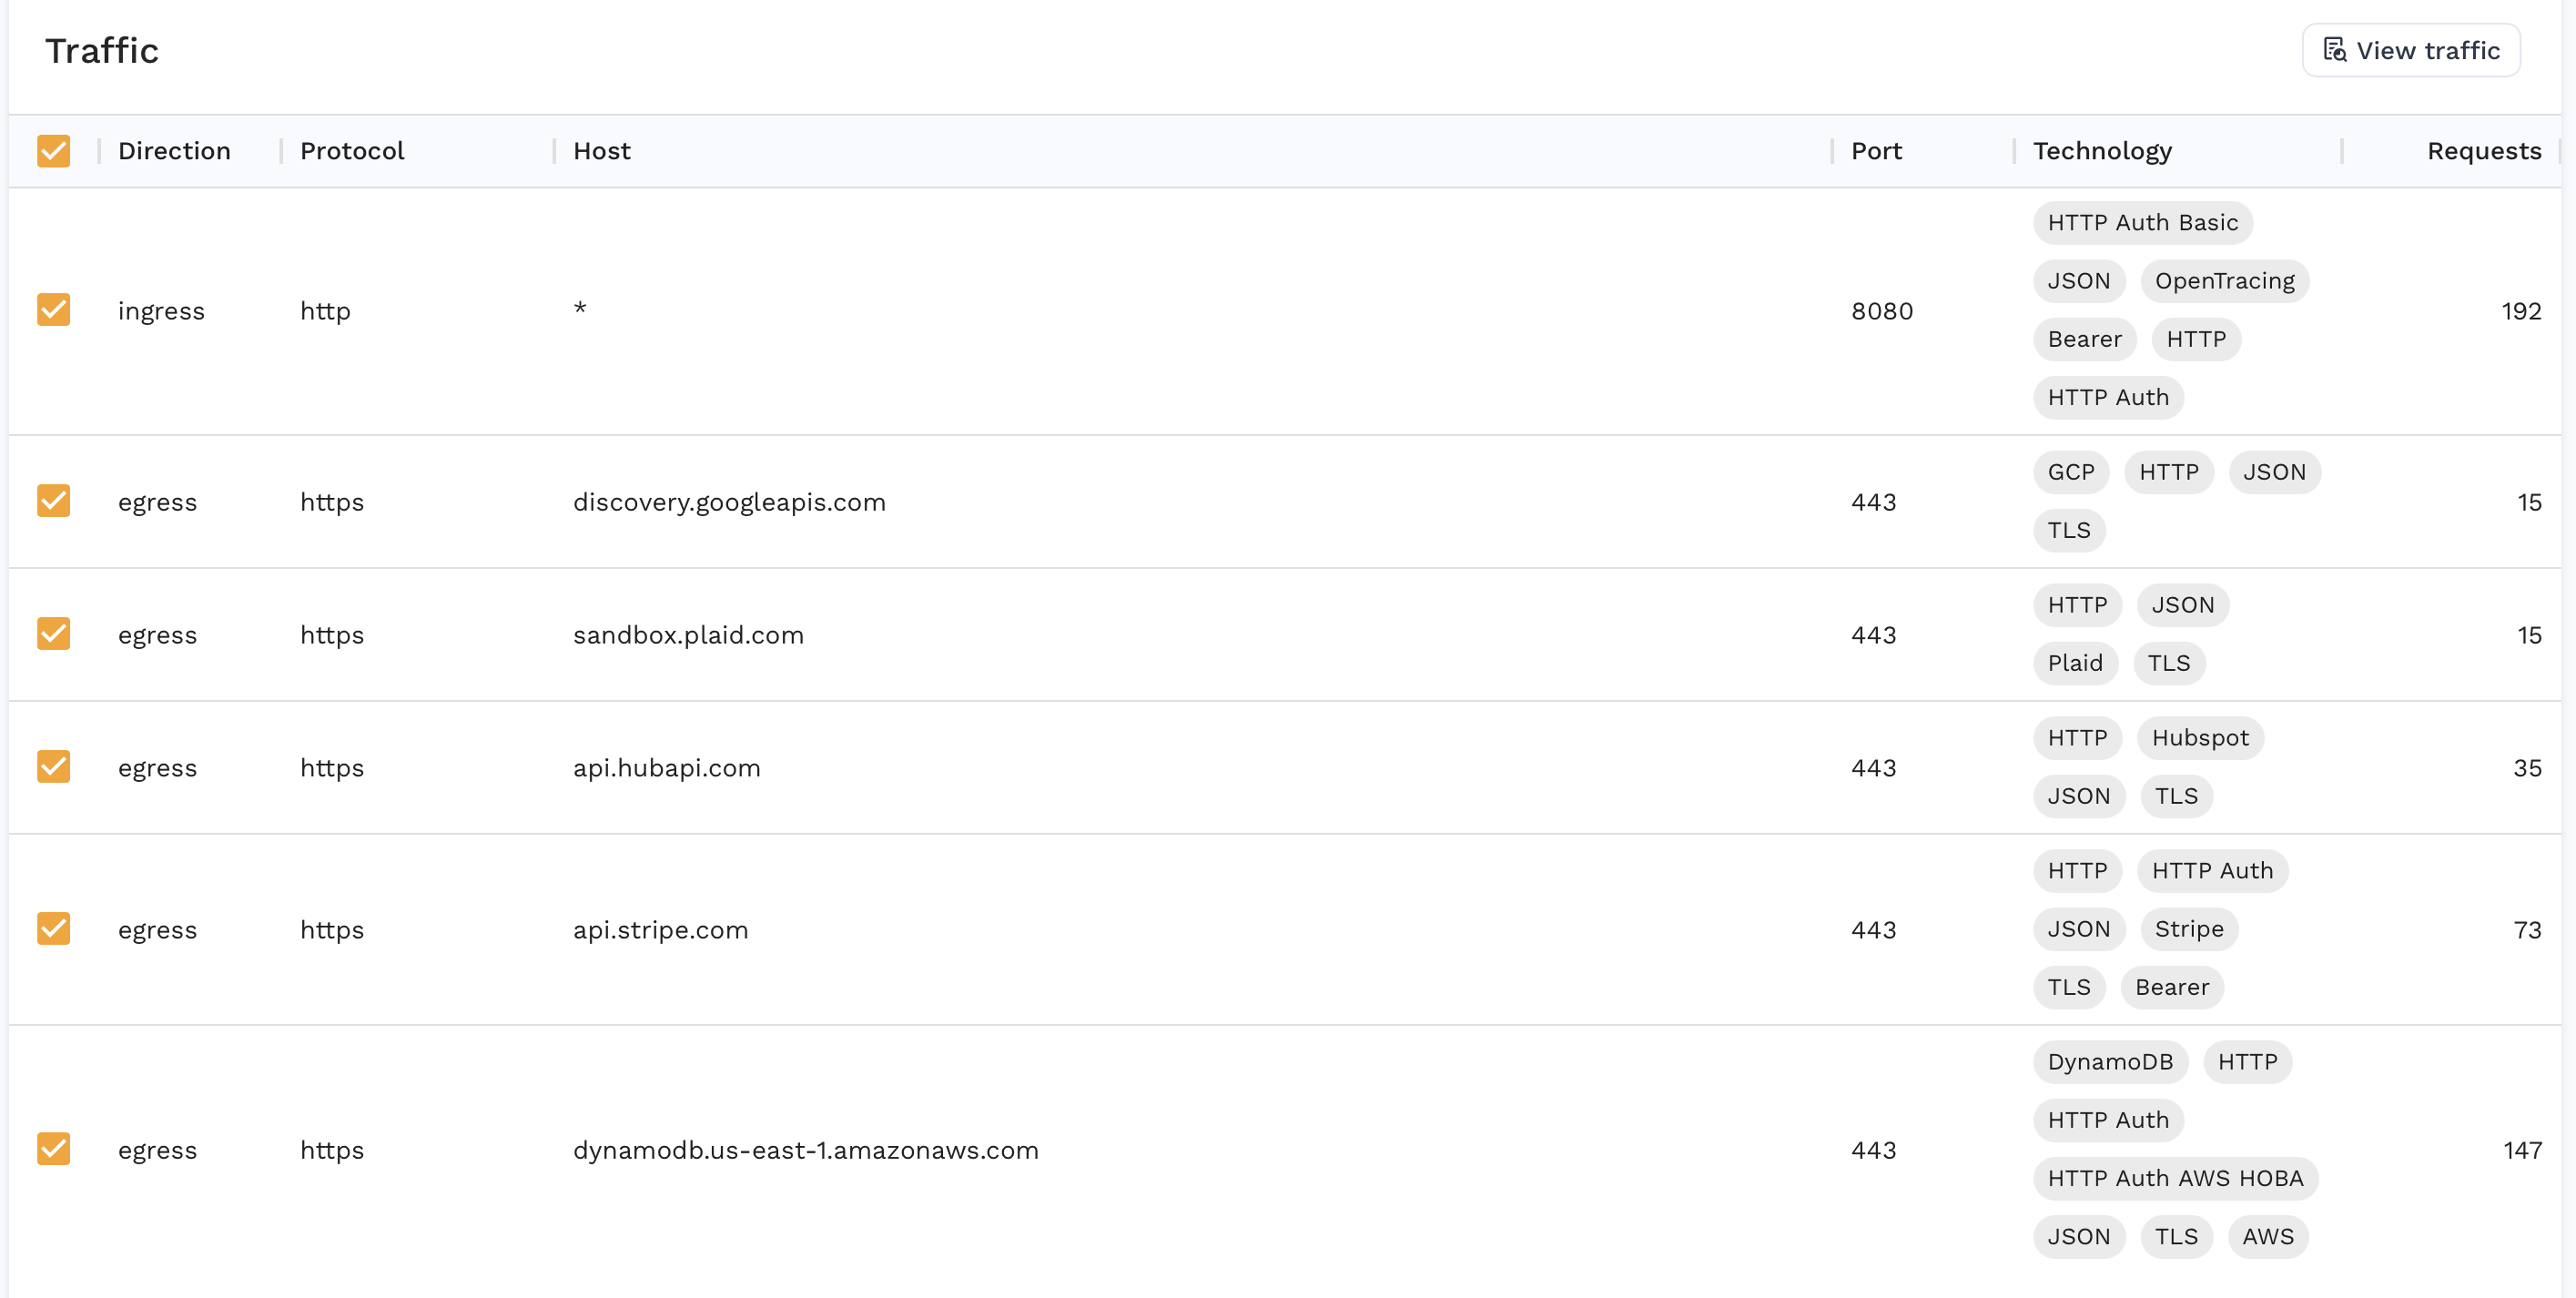 Traffic
View traffic
Direction Protocol Host Port Technology Requests
HTTP Auth Basic
JSON OpenTracing
ingress http * 8080 192
Bearer HTTP
HTTP Auth
GCP HTTP JSON
egress https discovery.googleapis.com 443 15
TLS
HTTP JSON
egress https sandbox.plaid.com 443 15
Plaid TLS
HTTP Hubspot
egress https api.hubapi.com 443 35
JSON TLS
HTTP HTTP Auth
egress https api.stripe.com 443 JSON Stripe 73
TLS Bearer
DynamoDB HTTP
HTTP Auth
egress https dynamodb.us-east-1.amazonaws.com 443 147
HTTP Auth AWS HOBA
JSON TLS AWS